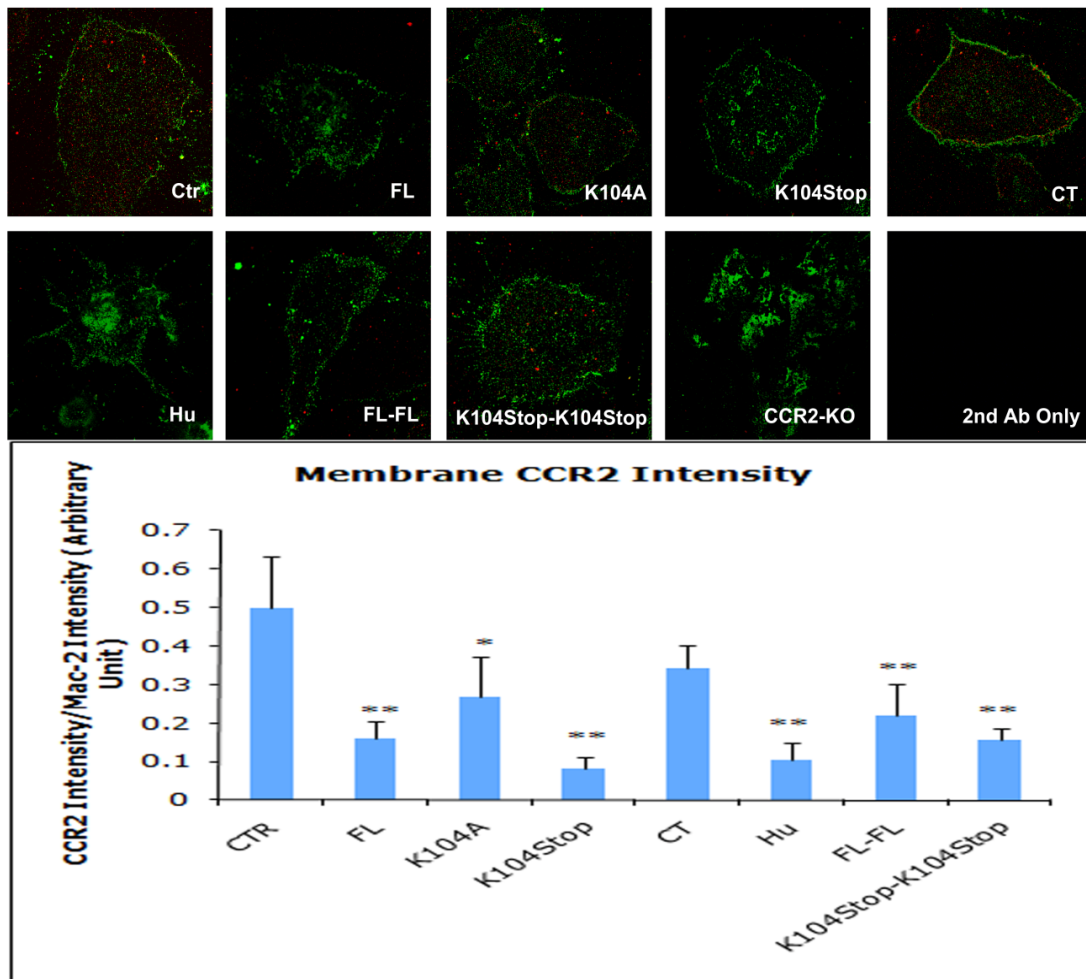 Ctr
FL
K104A
K104Stop
CT
Hu
FL-FL
K104Stop-K104Stop
CCR2-KO
2nd Ab Only
Membrane CCR2 Intensity
CCR2 Intensity/Mac-2 Intensity (Arbitrary
Unit)
0.7
0.6
0.5
0.4
0.3
0.2
0.1
0
**
*
**
**
**
**
CTR
FL
K104A
K104Stop
CT
Hu
FL-FL
K104Stop-K104Stop